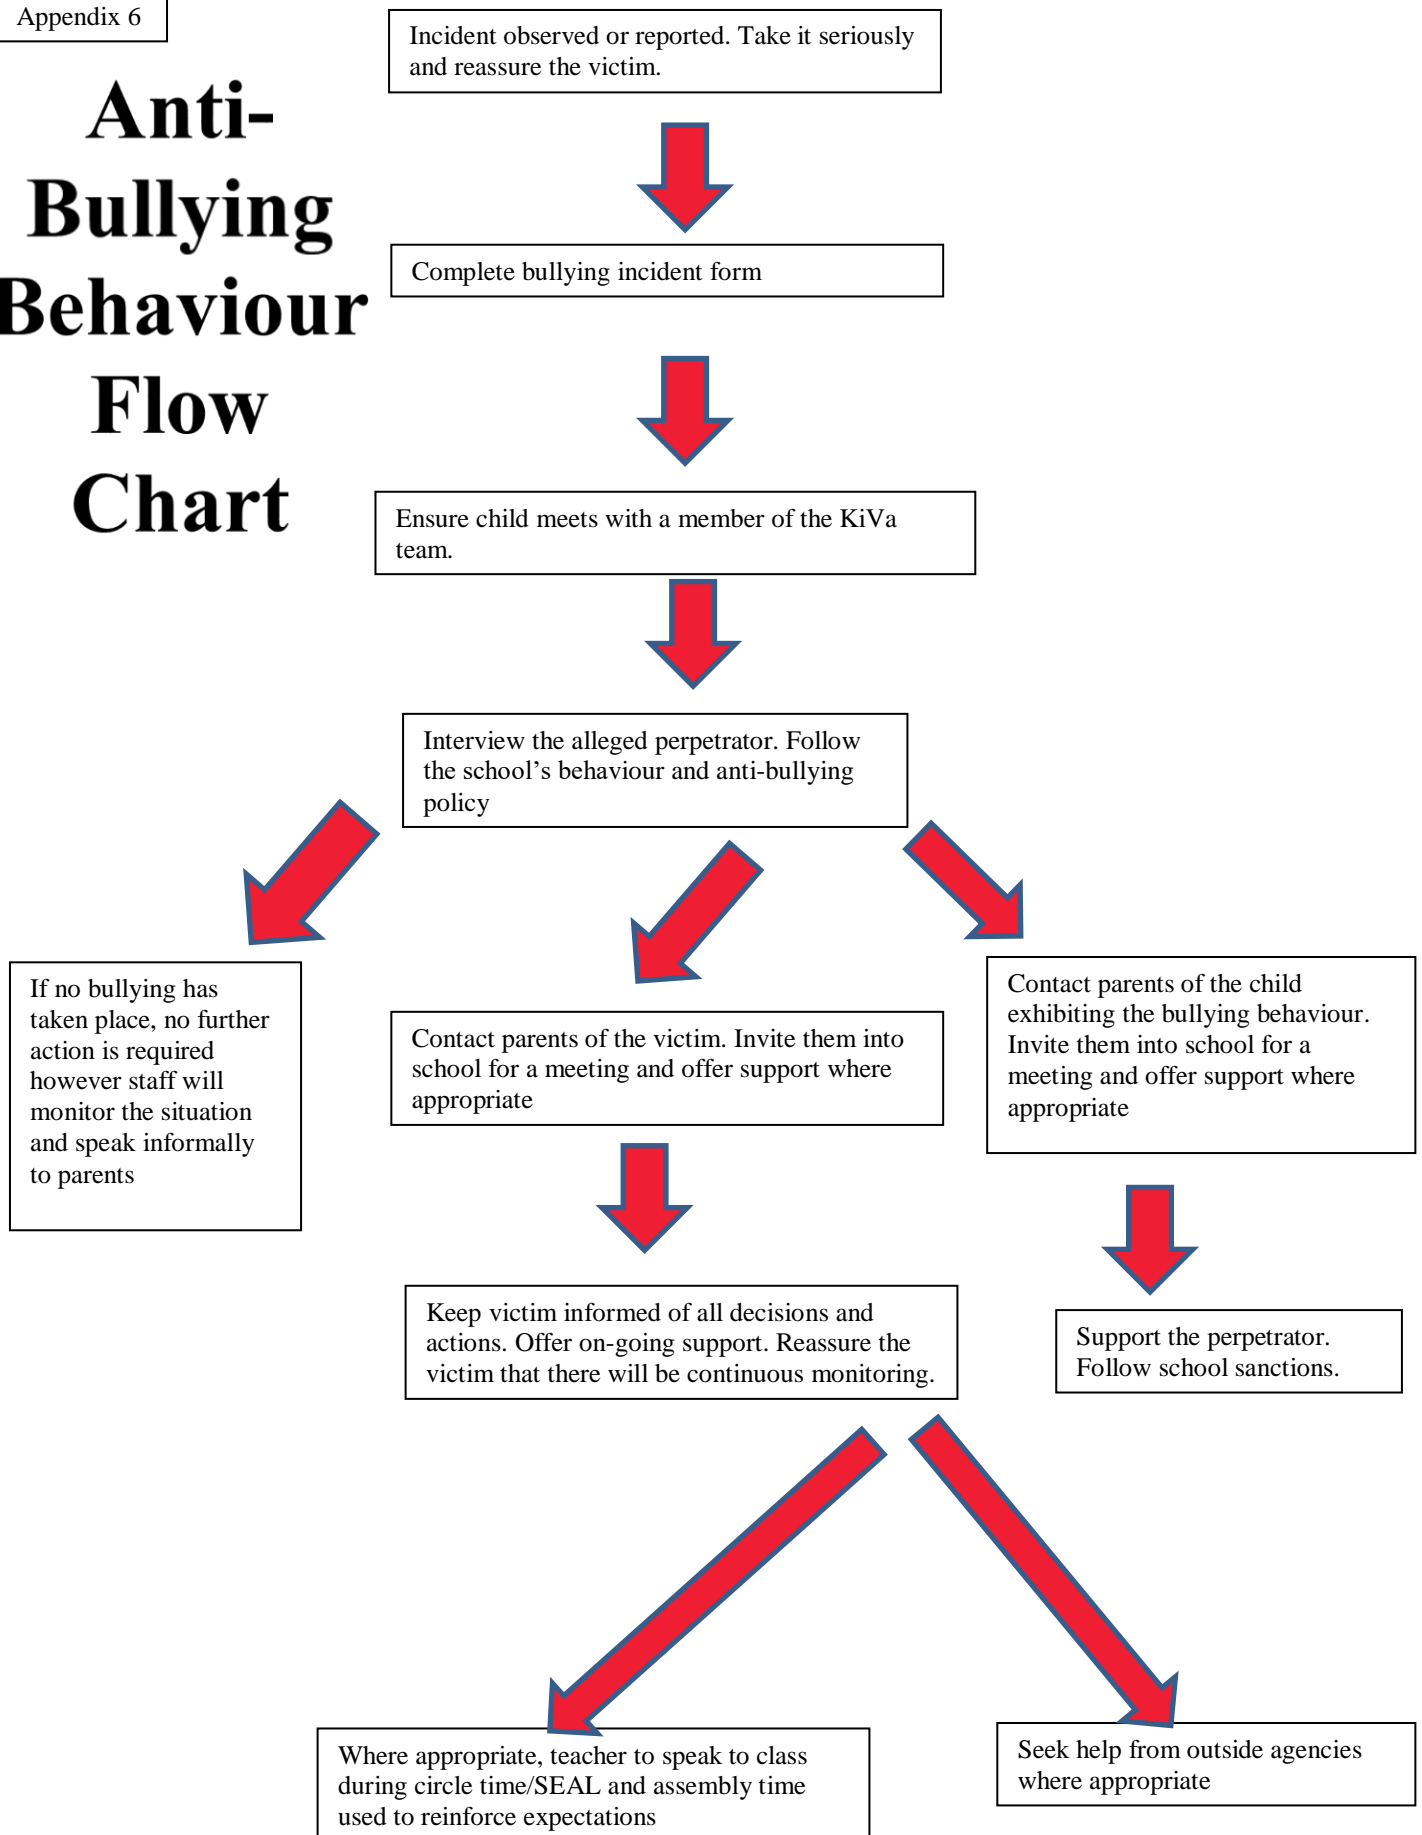 Appendix 6
Anti-
Bullying
Behaviour
Flow
Chart
Incident observed or reported. Take it seriously
and reassure the victim.
Complete bullying incident form
Ensure child meets with a member of the KiVa
team.
Interview the alleged perpetrator. Follow
the school’s behaviour and anti-bullying
policy
If no bullying has
taken place, no further
action is required
however staff will
monitor the situation
and speak informally
to parents
Contact parents of the victim. Invite them into
school for a meeting and offer support where
appropriate
Contact parents of the child
exhibiting the bullying behaviour.
Invite them into school for a
meeting and offer support where
appropriate
Keep victim informed of all decisions and
actions. Offer on-going support. Reassure the
victim that there will be continuous monitoring.
Support the perpetrator.
Follow school sanctions.
Where appropriate, teacher to speak to class
during circle time/SEAL and assembly time
used to reinforce expectations
Seek help from outside agencies
where appropriate